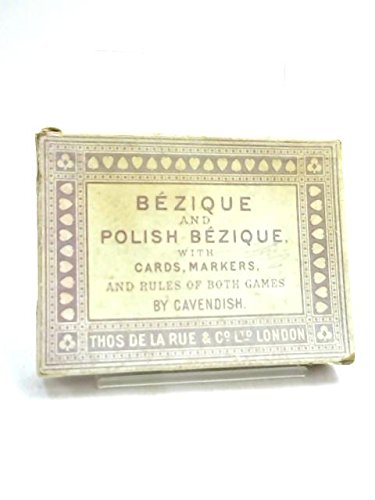 BÉZIQUE
AND
POLISH BÉZIQUE.
WITH
CARDS, MARKERS,
AND RULES OF BOTH GAMES
BY CAVENDISH.
THOS DE LA RUE & CO LTD LONDON